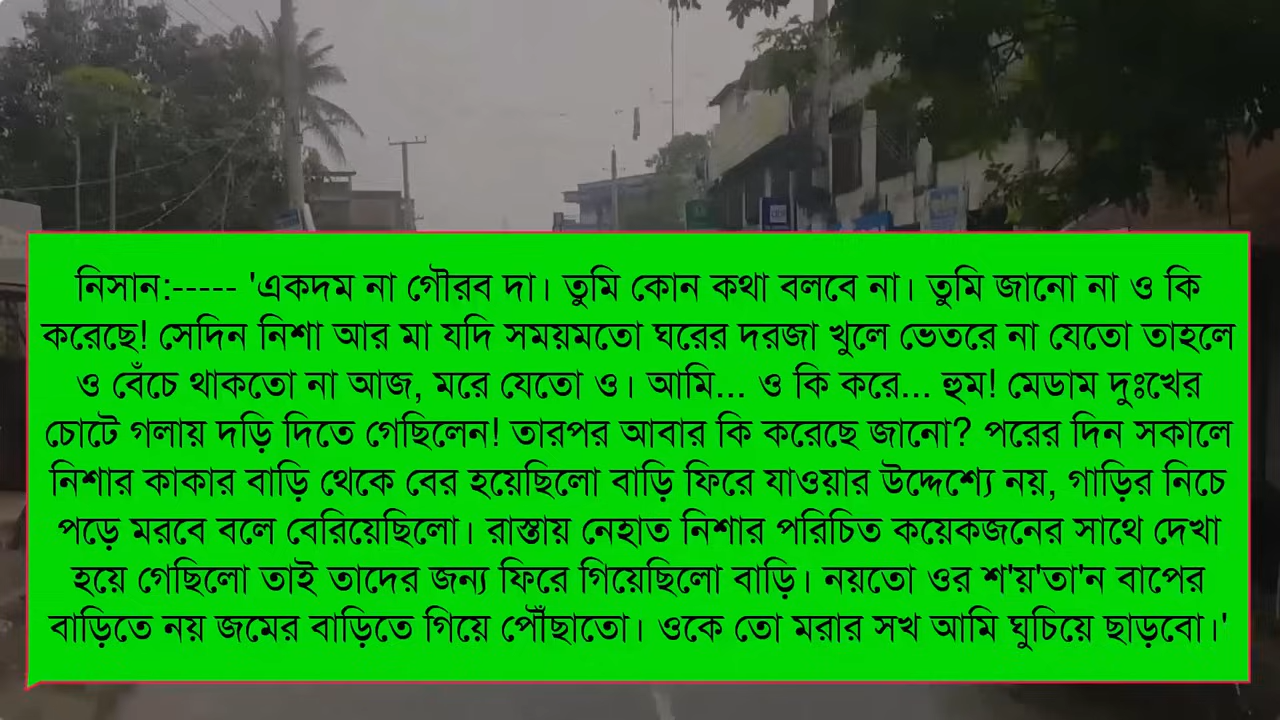 নিসান:----- 'একদম না গৌরব দা। তুমি কোন কথা বলবে না। তুমি জানো না ও কি
করেছে! সেদিন নিশা আর মা যদি সময়মতো ঘরের দরজা খুলে ভেতরে না যেতো তাহলে
ও বেঁচে থাকতো না আজ, মরে যেতো ও। আমি... ও কি করে... হুম! মেডাম দুঃখের
চোটে গলায় দড়ি দিতে গেছিলেন! তারপর আবার কি করেছে জানো? পরের দিন সকালে
নিশার কাকার বাড়ি থেকে বের হয়েছিলো বাড়ি ফিরে যাওয়ার উদ্দেশ্যে নয়, গাড়ির নিচে
পড়ে মরবে বলে বেরিয়েছিলো। রাস্তায় নেহাত নিশার পরিচিত কয়েকজনের সাথে দেখা
হয়ে গেছিলো তাই তাদের জন্য ফিরে গিয়েছিলো বাড়ি। নয়তো ওর শ'য়'তা'ন বাপের
বাড়িতে নয় জমের বাড়িতে গিয়ে পৌঁছাতো। ওকে তো মরার সখ আমি ঘুচিয়ে ছাড়বো।'